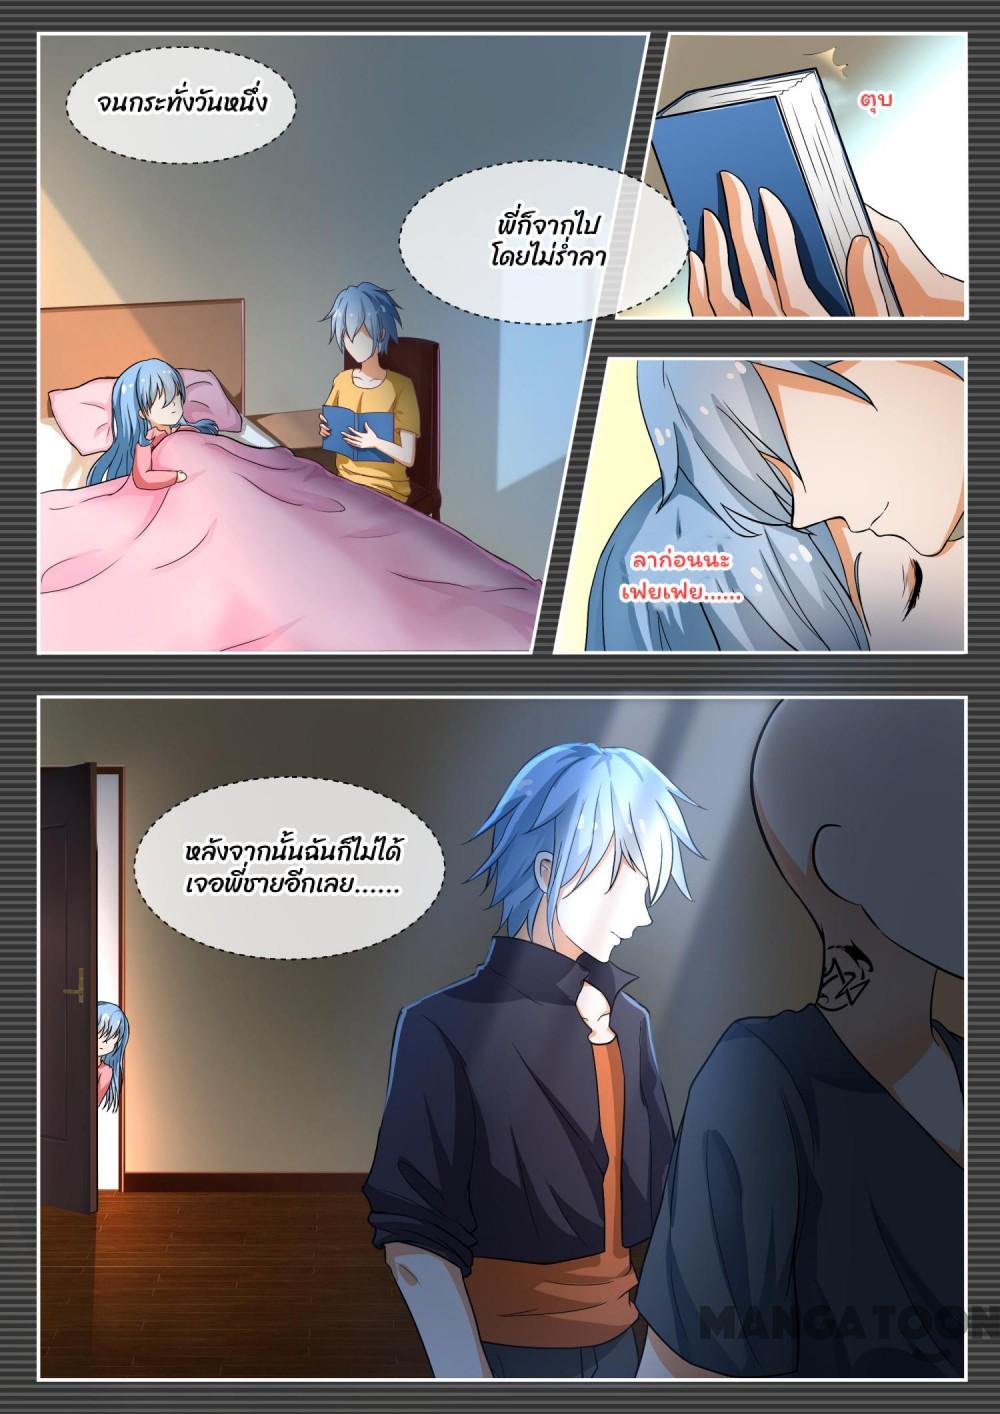 จนกระทั่งวันหนึ่ง
ตุบ
พี่ก็จากไป
โดยไม่ร่ำลา
ลาก่อนนะ
เฟยเฟย......
หลังจากนั้นฉันก็ไม่ได้
เจอพี่ชายอีกเลย......
MANGATOON